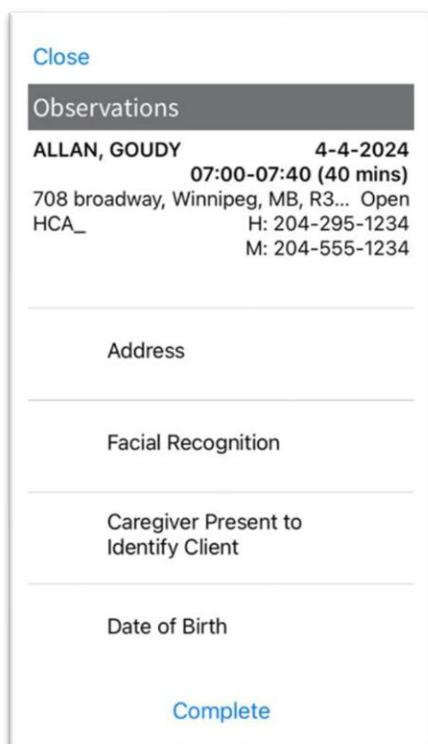 Close
Observations
ALLAN, GOUDY 4-4-2024
07:00-07:40 (40 mins)
708 broadway, Winnipeg, MB, R3... Open
HCA_ H: 204-295-1234
M: 204-555-1234
Address
Facial Recognition
Caregiver Present to
Identify Client
Date of Birth
Complete